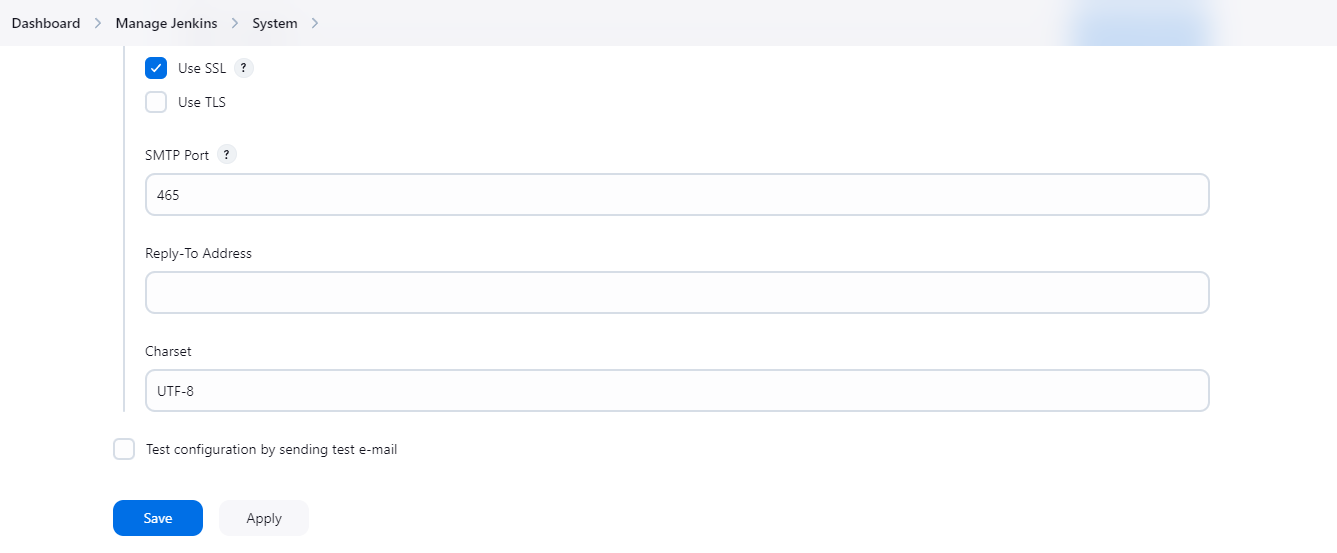 Dashboard > Manage Jenkins > System >
Use SSL ?
Use TLS
SMTP Port ?
465
Reply-To Address
Charset
UTF-8
Test configuration by sending test e-mail
Save Apply